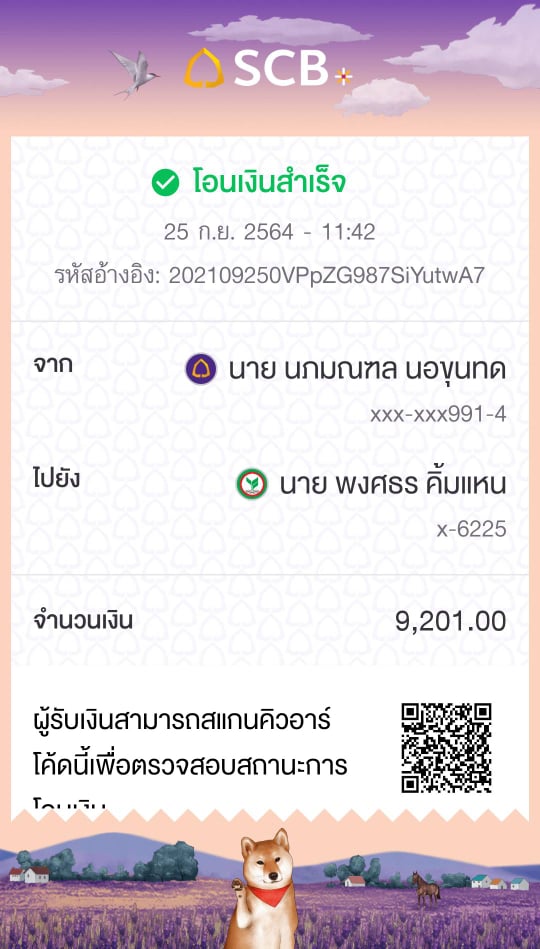 SCB
โอนเงินสำเร็จ
25 ก.ย. 2564 - 11:42
รหัสอ้างอิง: 202109250VPpZG987SiYutwA7
จาก นาย นภมณฑล นอขุนทด
xxx-xxx991-4
ไปยัง นาย พงศธร คิ้มแหน
x-6225
จำนวนเงิน 9,201.00
ผู้รับเงินสามารถสแกนคิวอาร์
โค้ดนี้เพื่อตรวจสอบสถานะการ
โอนเงิน